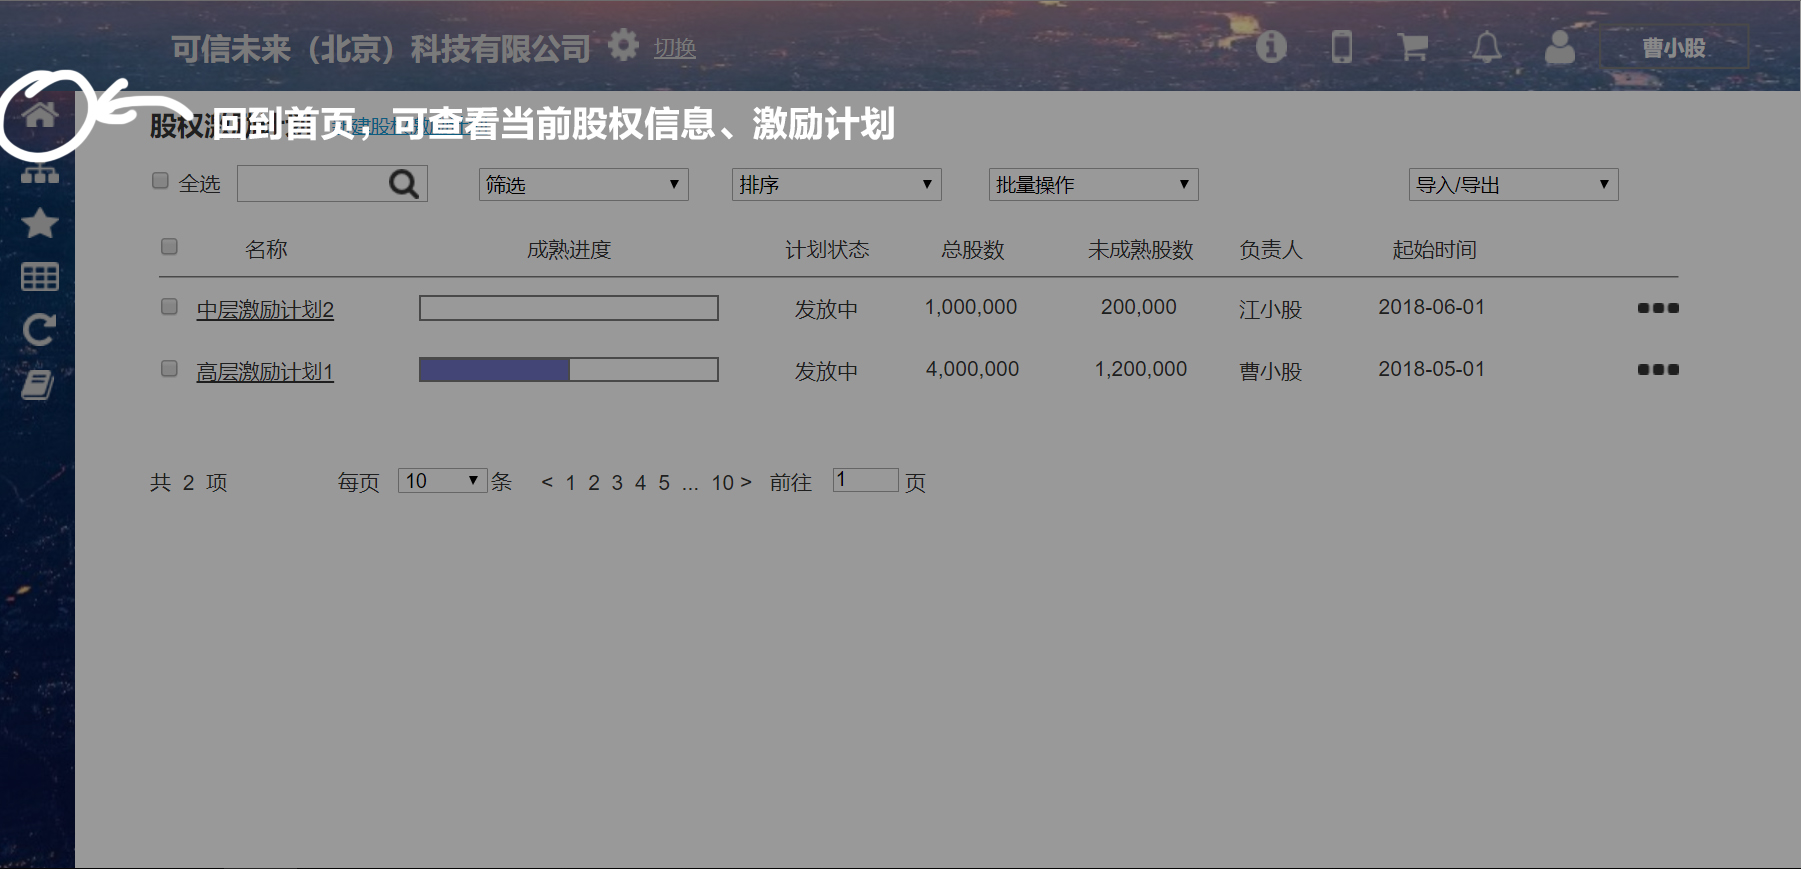 可信未来（北京）科技有限公司 切换 曹小股
回到首页，可查看当前股权信息、激励计划
全选 筛选 排序 批量操作 导入/导出
名称 成熟进度 计划状态 总股数 未成熟股数 负责人 起始时间
中层激励计划2 发放中 1,000,000 200,000 江小股 2018-06-01
高层激励计划1 发放中 4,000,000 1,200,000 曹小股 2018-05-01
共 2 项 每页 10 条 < 1 2 3 4 5 ... 10 > 前往 1 页